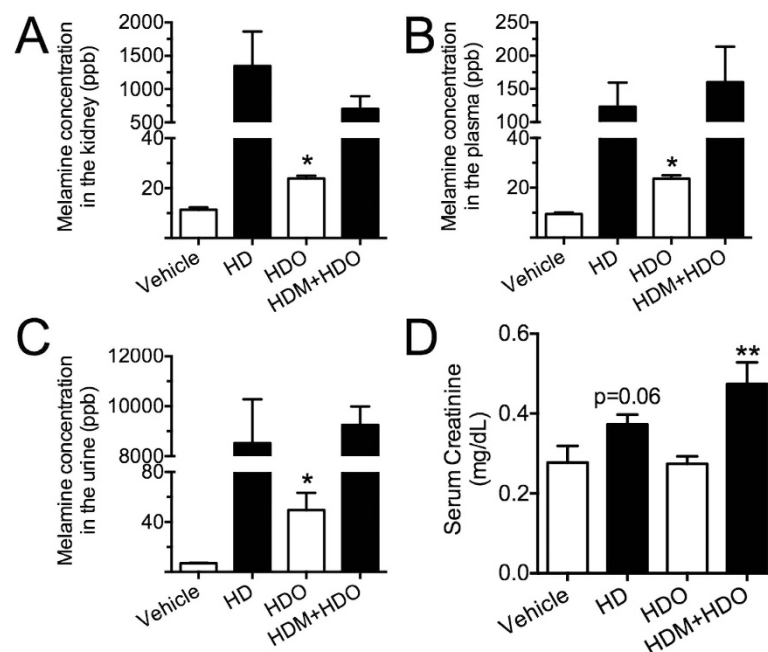 A
Melamine concentration
in the kidney (ppb)
2000
1500
1000
500
40
20
Vehicle
HD
HDO
HDM+HDO
*
B
Melamine concentration
in the plasma (ppb)
250
200
150
100
40
20
Vehicle
HD
HDO
HDM+HDO
*
C
Melamine concentration
in the urine (ppb)
12000
10000
8000
80
40
Vehicle
HD
HDO
HDM+HDO
*
D
Serum Creatinine
(mg/dL)
0.6
0.4
0.2
0.0
p=0.06
**
Vehicle
HD
HDO
HDM+HDO